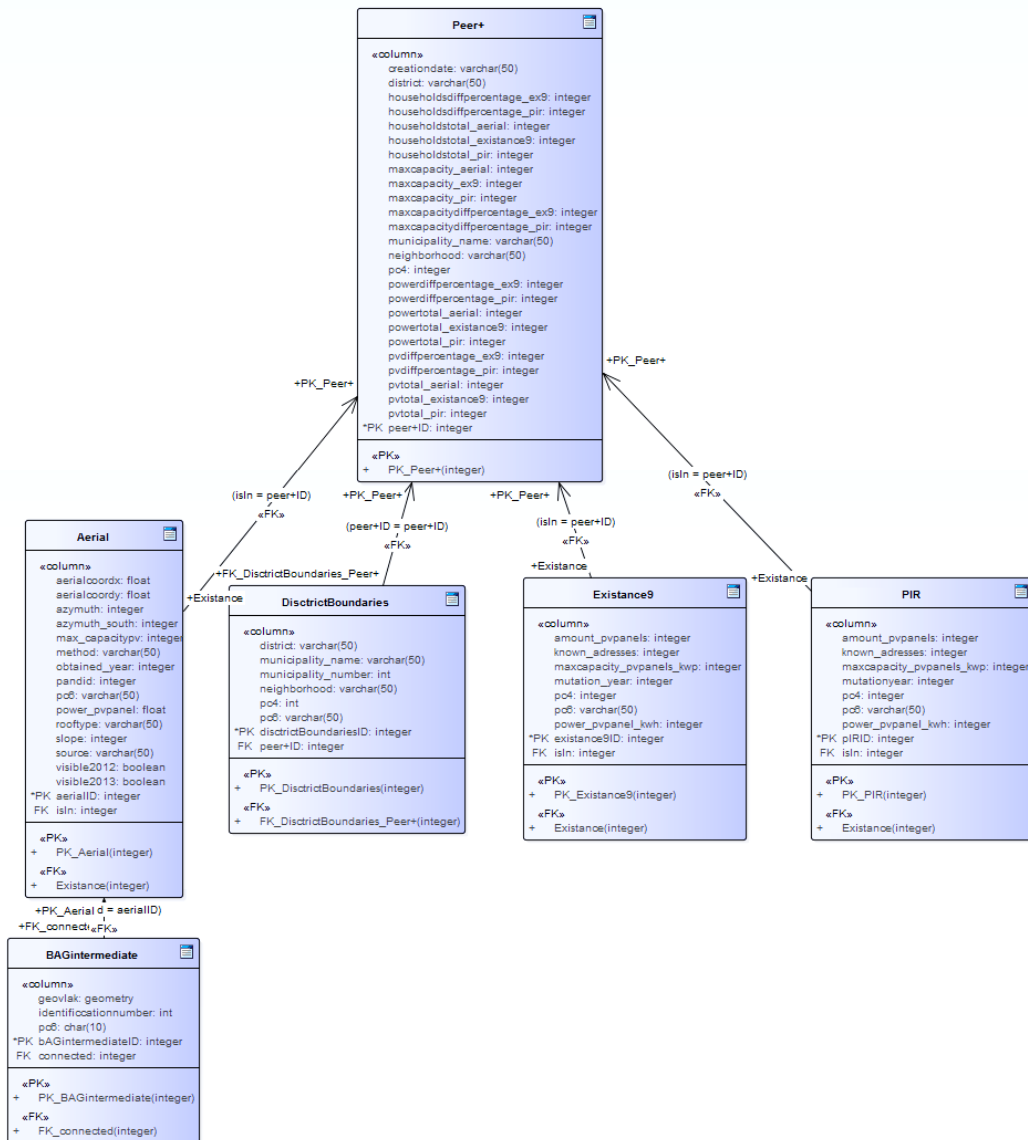 Peer+
«column»
creationdate: varchar(50)
district: varchar(50)
householdsdiffpercentage_ex9: integer
householdsdiffpercentage_pir: integer
householdstotal_aerial: integer
householdstotal_existance9: integer
householdstotal_pir: integer
maxcapacity_aerial: integer
maxcapacity_ex9: integer
maxcapacity_pir: integer
maxcapacitydiffpercentage_ex9: integer
maxcapacitydiffpercentage_pir: integer
municipality_name: varchar(50)
neighborhood: varchar(50)
pc4: integer
powerdiffpercentage_ex9: integer
powerdiffpercentage_pir: integer
powertotal_aerial: integer
powertotal_existance9: integer
powertotal_pir: integer
pvdiffpercentage_ex9: integer
pvdiffpercentage_pir: integer
pvtotal_aerial: integer
pvtotal_existance9: integer
pvtotal_pir: integer
*PK peer+ID: integer
«PK»
+ PK_Peer+(integer)
+PK_Peer+
(isIn = peer+ID)
«FK»
+Existance
+PK_Peer+
(peer+ID = peer+ID)
«FK»
+FK_DisctrictBoundaries_Peer+
+PK_Peer+
(isIn = peer+ID)
«FK»
+Existance
+PK_Peer+
(isIn = peer+ID)
«FK»
+Existance
Aerial
«column»
aerialcoordx: float
aerialcoordy: float
azymuth: integer
azymuth_south: integer
max_capacitypv: integer
method: varchar(50)
obtained_year: integer
pandid: integer
pc6: varchar(50)
power_pvpanel: float
rooftype: varchar(50)
slope: integer
source: varchar(50)
visible2012: boolean
visible2013: boolean
*PK aerialID: integer
FK isIn: integer
«PK»
+ PK_Aerial(integer)
«FK»
+ Existance(integer)
DisctrictBoundaries
«column»
district: varchar(50)
municipality_name: varchar(50)
municipality_number: int
neighborhood: varchar(50)
pc4: int
pc6: varchar(50)
*PK disctrictBoundariesID: integer
FK peer+ID: integer
«PK»
+ PK_DisctrictBoundaries(integer)
«FK»
+ FK_DisctrictBoundaries_Peer+(integer)
Existance9
«column»
amount_pvpanels: integer
known_adresses: integer
maxcapacity_pvpanels_kwp: integer
mutation_year: integer
pc4: integer
pc6: varchar(50)
power_pvpanel_kwh: integer
*PK existance9ID: integer
FK isIn: integer
«PK»
+ PK_Existance9(integer)
«FK»
+ Existance(integer)
PIR
«column»
amount_pvpanels: integer
known_adresses: integer
maxcapacity_pvpanels_kwp: integer
mutationyear: integer
pc4: integer
pc6: varchar(50)
power_pvpanel_kwh: integer
*PK pIRID: integer
FK isIn: integer
«PK»
+ PK_PIR(integer)
«FK»
+ Existance(integer)
+PK_Aerial d = aerialID)
+FK_connect «FK»
BAGintermediate
«column»
geovlak: geometry
identificcationnumber: int
pc6: char(10)
*PK bAGintermediateID: integer
FK connected: integer
«PK»
+ PK_BAGintermediate(integer)
«FK»
+ FK_connected(integer)